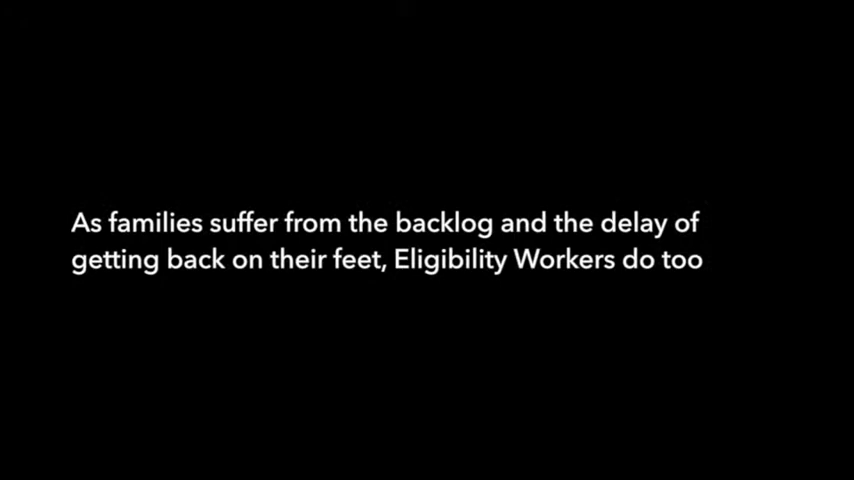 As families suffer from the backlog and the delay of
getting back on their feet, Eligibility Workers do too